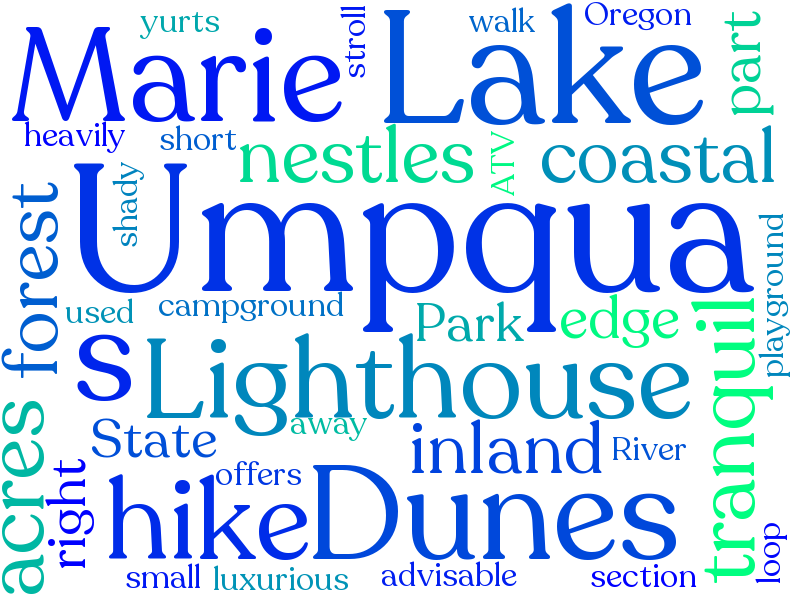 yurts
stroll
walk
Oregon
part
Marie
Lake
heavily
short
nestles
ATV
coastal
shady
forest
Umpqua
playground
used
campground
Park
edge
tranquil
s
Lighthouse
away
acres
State
inland
River
right
offers
hike
Dunes
loop
small
luxurious
advisable
section